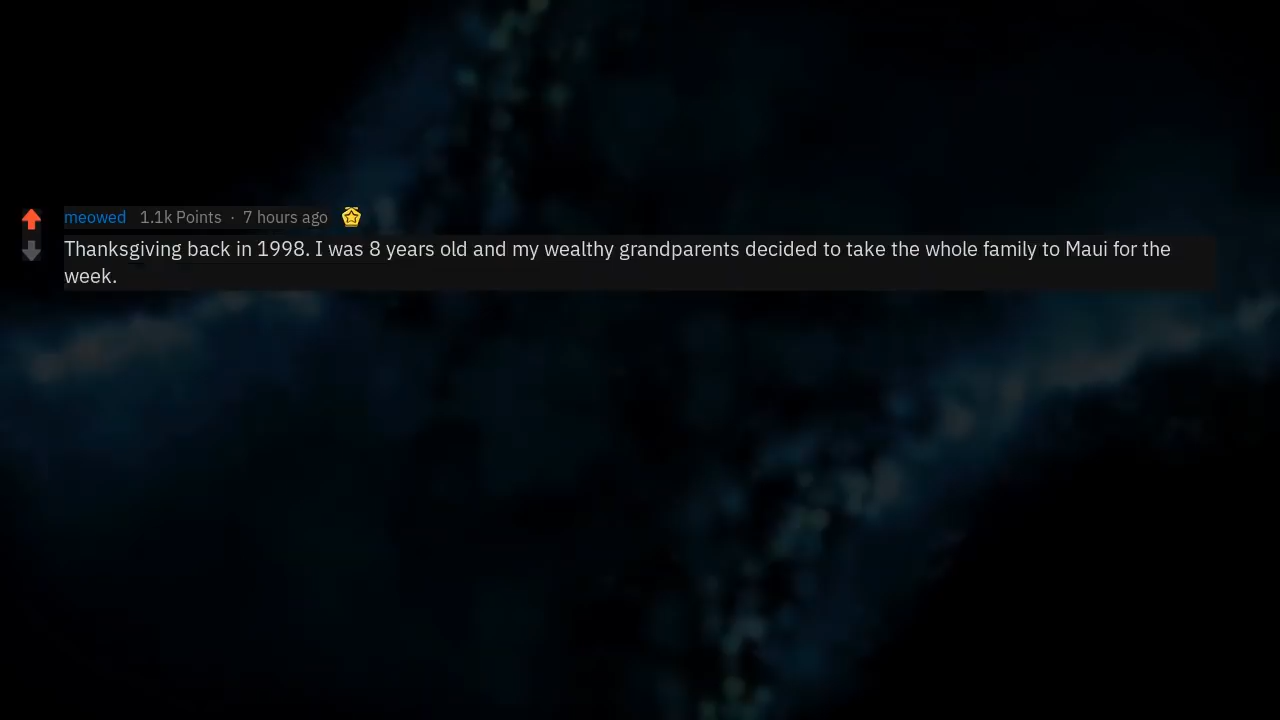 meowed 1.1k Points · 7 hours ago
Thanksgiving back in 1998. I was 8 years old and my wealthy grandparents decided to take the whole family to Maui for the
week.